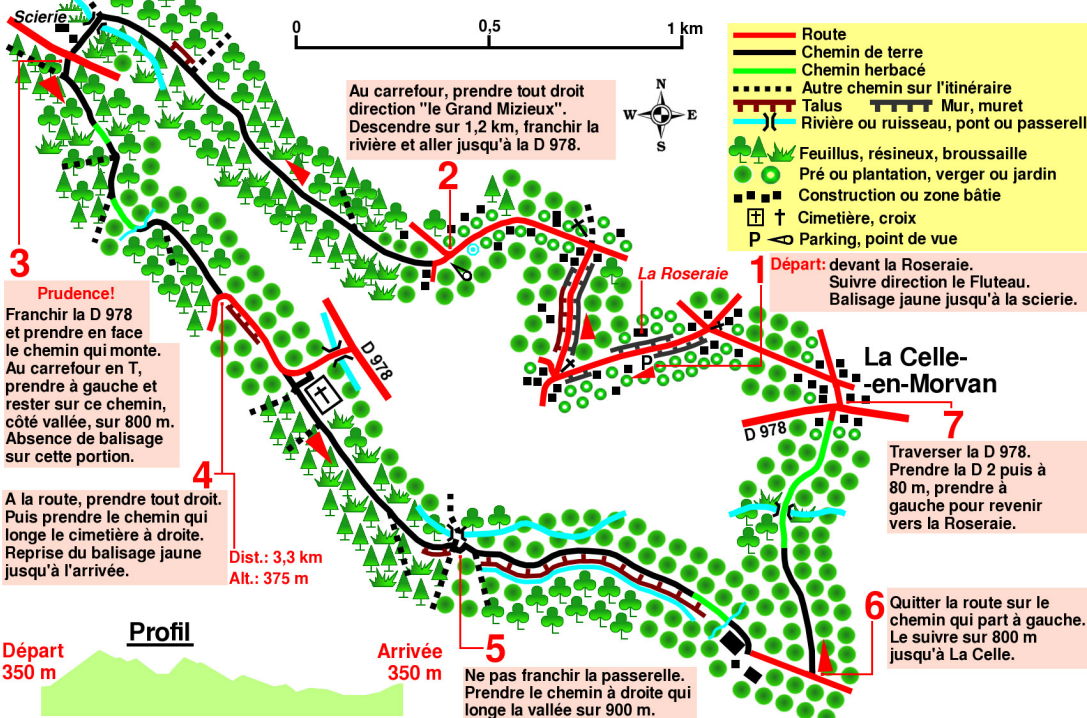 Scierie
0 0,5 1 km
Route
Chemin de terre
Chemin herbacé
Autre chemin sur l'itinéraire
Talus Mur, muret
Rivière ou ruisseau, pont ou passerell
Feuillus, résineux, broussaille
Pré ou plantation, verger ou jardin
Construction ou zone bâtie
Cimetière, croix
P Parking, point de vue
N
W E
S
Au carrefour, prendre tout droit
direction "le Grand Mizieux".
Descendre sur 1,2 km, franchir la
rivière et aller jusqu'à la D 978.
2
3
Prudence!
Franchir la D 978
et prendre en face
le chemin qui monte.
Au carrefour en T,
prendre à gauche et
rester sur ce chemin,
côté vallée, sur 800 m.
Absence de balisage
sur cette portion.
1
Départ: devant la Roseraie.
Suivre direction le Fluteau.
Balisage jaune jusqu'à la scierie.
La Roseraie
P
D 978
La Celle-
-en-Morvan
D 978
7
Traverser la D 978.
Prendre la D 2 puis à
80 m, prendre à
gauche pour revenir
vers la Roseraie.
4
A la route, prendre tout droit.
Puis prendre le chemin qui
longe le cimetière à droite.
Reprise du balisage jaune
jusqu'à l'arrivée.
Dist.: 3,3 km
Alt.: 375 m
6
Quitter la route sur le
chemin qui part à gauche.
Le suivre sur 800 m
jusqu'à La Celle.
5
Ne pas franchir la passerelle.
Prendre le chemin à droite qui
longe la vallée sur 900 m.
Profil
Départ
350 m
Arrivée
350 m